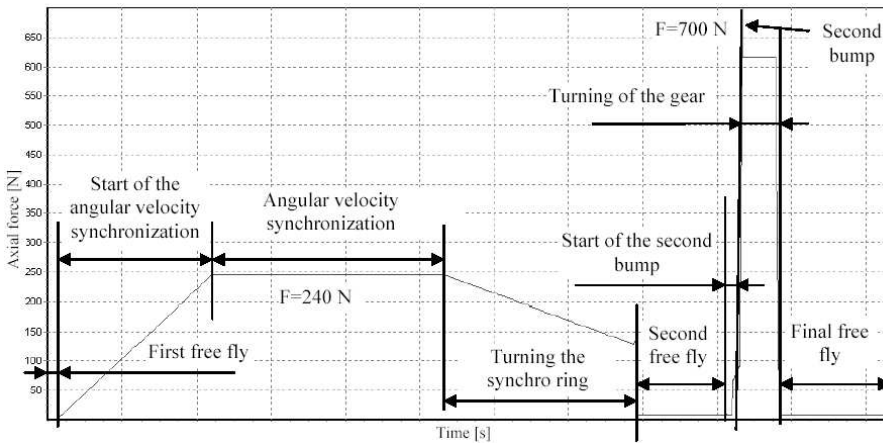 F=700 N
Second
bump
Turning of the gear
Start of the
angular velocity
synchronization
Angular velocity
synchronization
Start of the second
bump
F=240 N
First free fly
Turning the
synchro ring
Second
free fly
Final free
fly
Axial force [N]
650
600
550
500
450
400
350
300
250
200
150
100
50
Time [s]